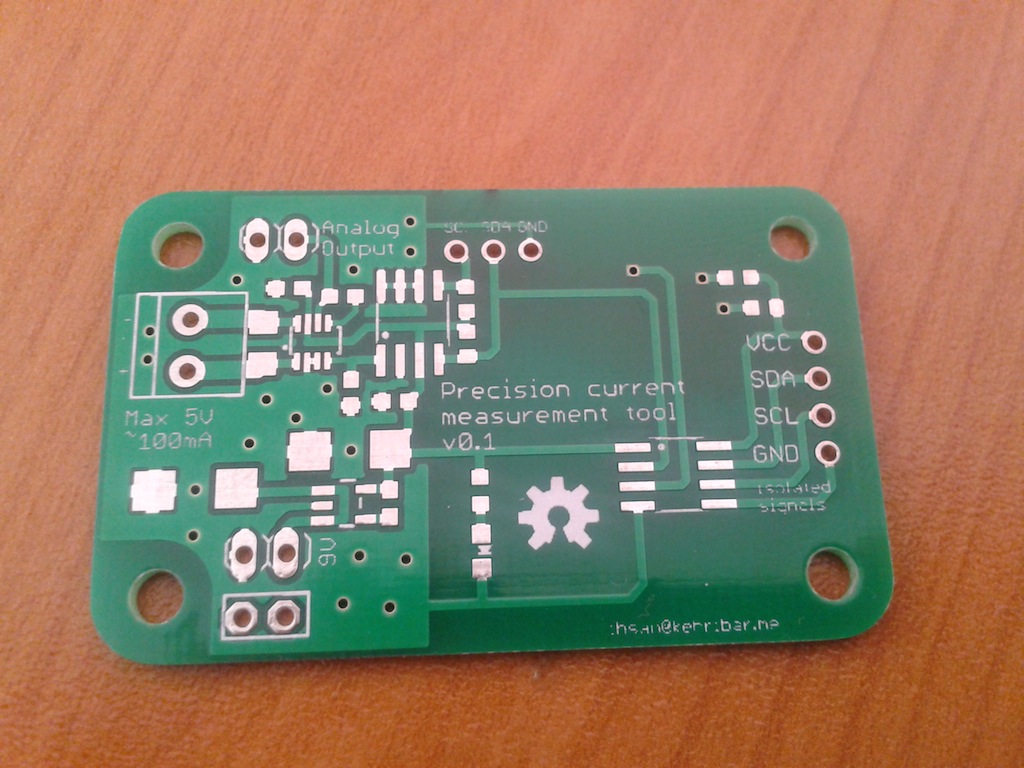 Analog
Output
SDA GND
Max 5V
~100mA
Precision current
measurement tool
v0.1
VCC
SDA
SCL
GND
isolated
signals
9V